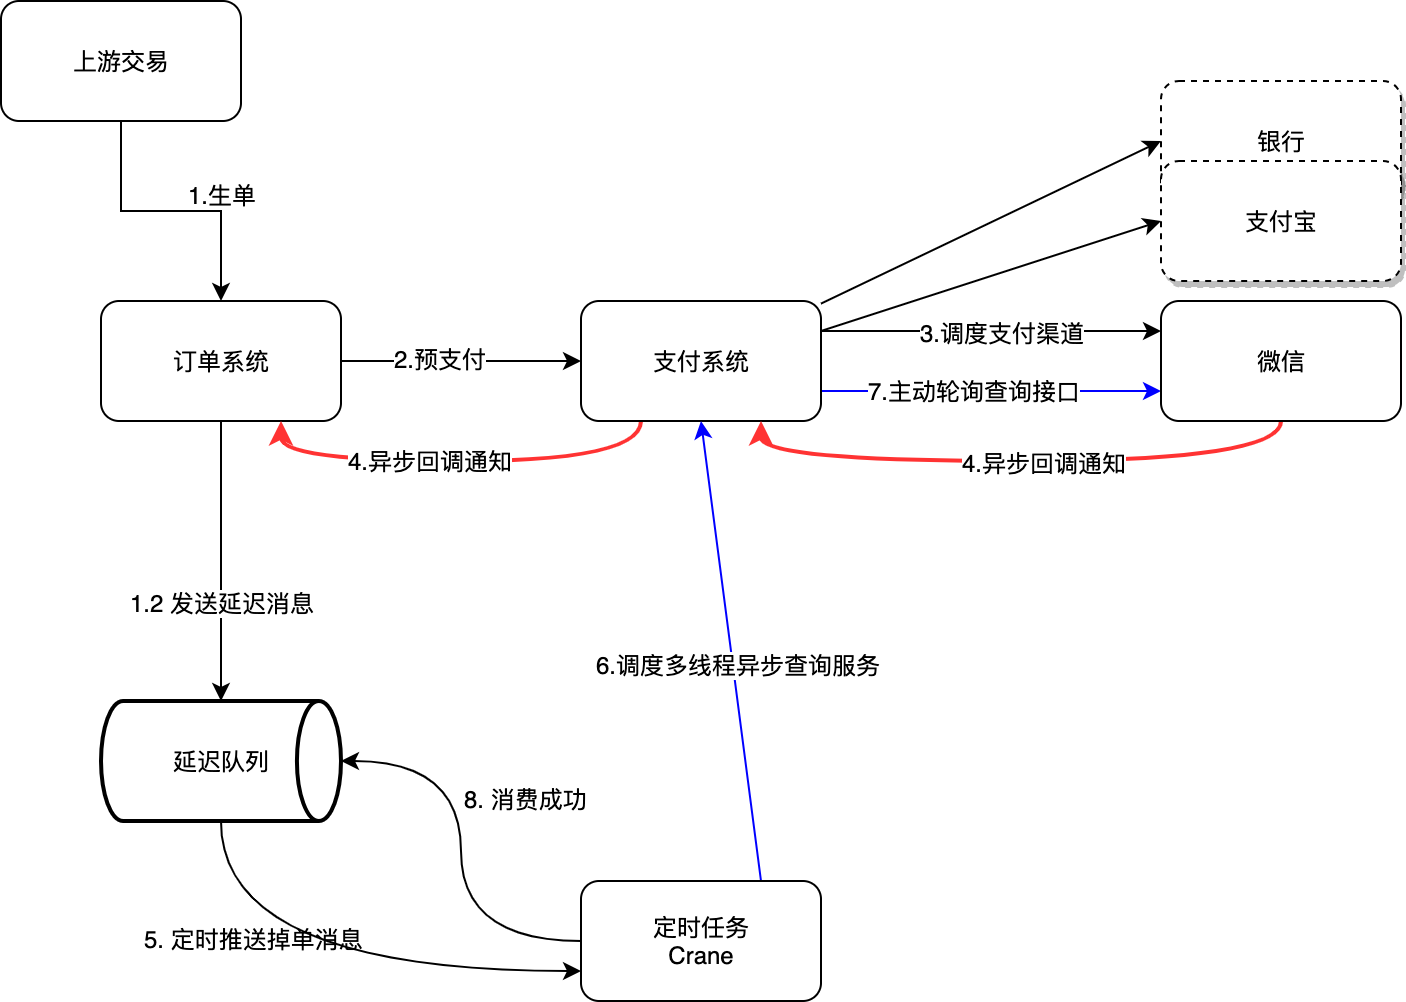 上游交易
银行
1.生单
支付宝
订单系统
2.预支付
支付系统
3.调度支付渠道
微信
7.主动轮询查询接口
4.异步回调通知
4.异步回调通知
1.2 发送延迟消息
6.调度多线程异步查询服务
延迟队列
8. 消费成功
5. 定时推送掉单消息
定时任务
Crane